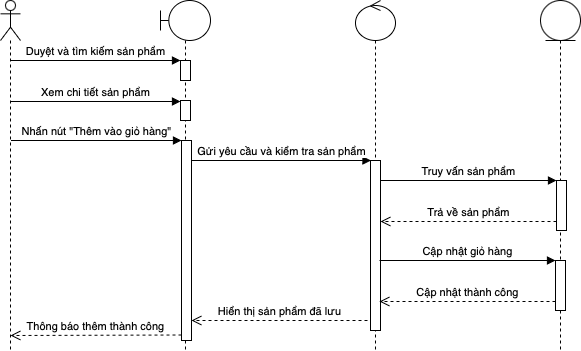 Duyệt và tìm kiếm sản phẩm
Xem chi tiết sản phẩm
Nhấn nút "Thêm vào giỏ hàng"
Gửi yêu cầu và kiểm tra sản phẩm
Truy vấn sản phẩm
Trả về sản phẩm
Cập nhật giỏ hàng
Cập nhật thành công
Hiển thị sản phẩm đã lưu
Thông báo thêm thành công